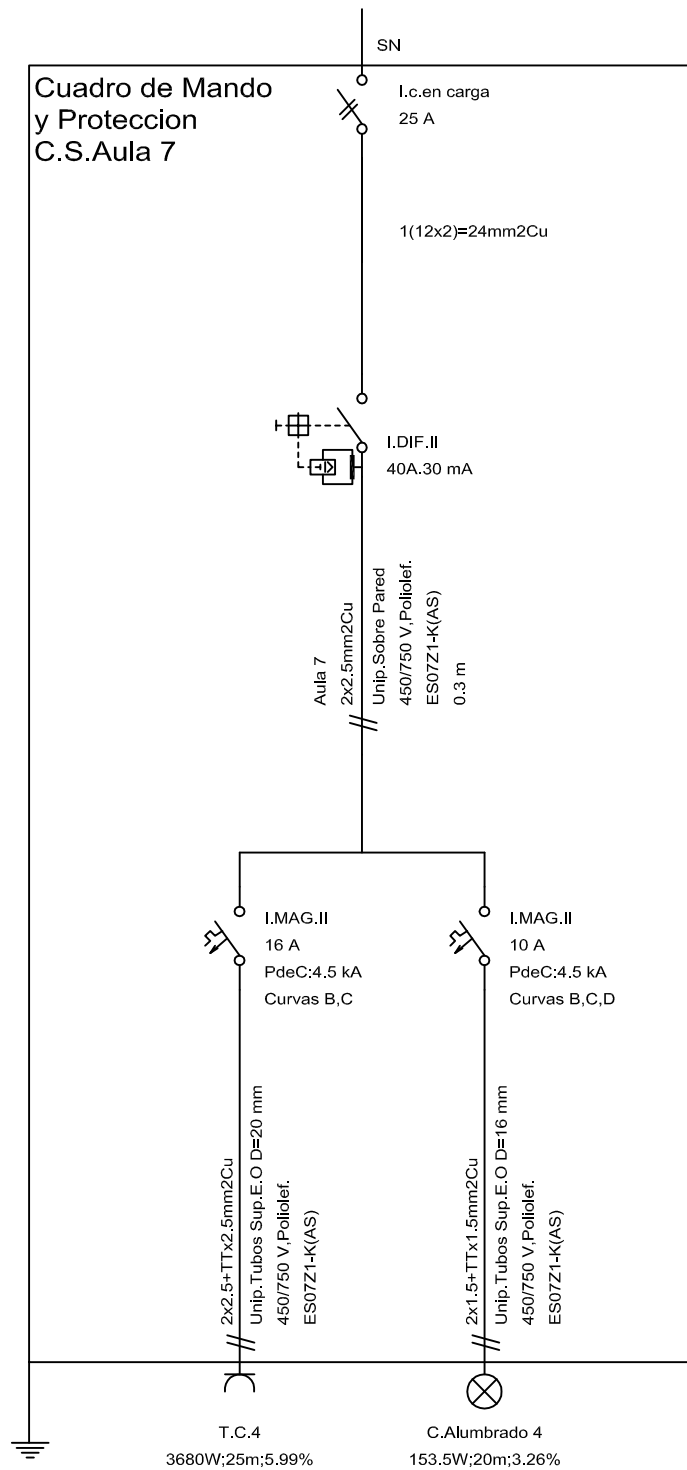 SN
Cuadro de Mando
y Proteccion
C.S.Aula 7
I.c.en carga
25 A
1(12x2)=24mm2Cu
I.DIF.II
40A.30 mA
Aula 7
2x2.5mm2Cu
Unip.Sobre Pared
450/750 V,Poliolef.
ES07Z1-K(AS)
0.3 m
I.MAG.II
16 A
PdeC:4.5 kA
Curvas B,C
I.MAG.II
10 A
PdeC:4.5 kA
Curvas B,C,D
2x2.5+TTx2.5mm2Cu
Unip.Tubos Sup.E.O D=20 mm
450/750 V,Poliolef.
ES07Z1-K(AS)
2x1.5+TTx1.5mm2Cu
Unip.Tubos Sup.E.O D=16 mm
450/750 V,Poliolef.
ES07Z1-K(AS)
T.C.4
3680W;25m;5.99%
C.Alumbrado 4
153.5W;20m;3.26%